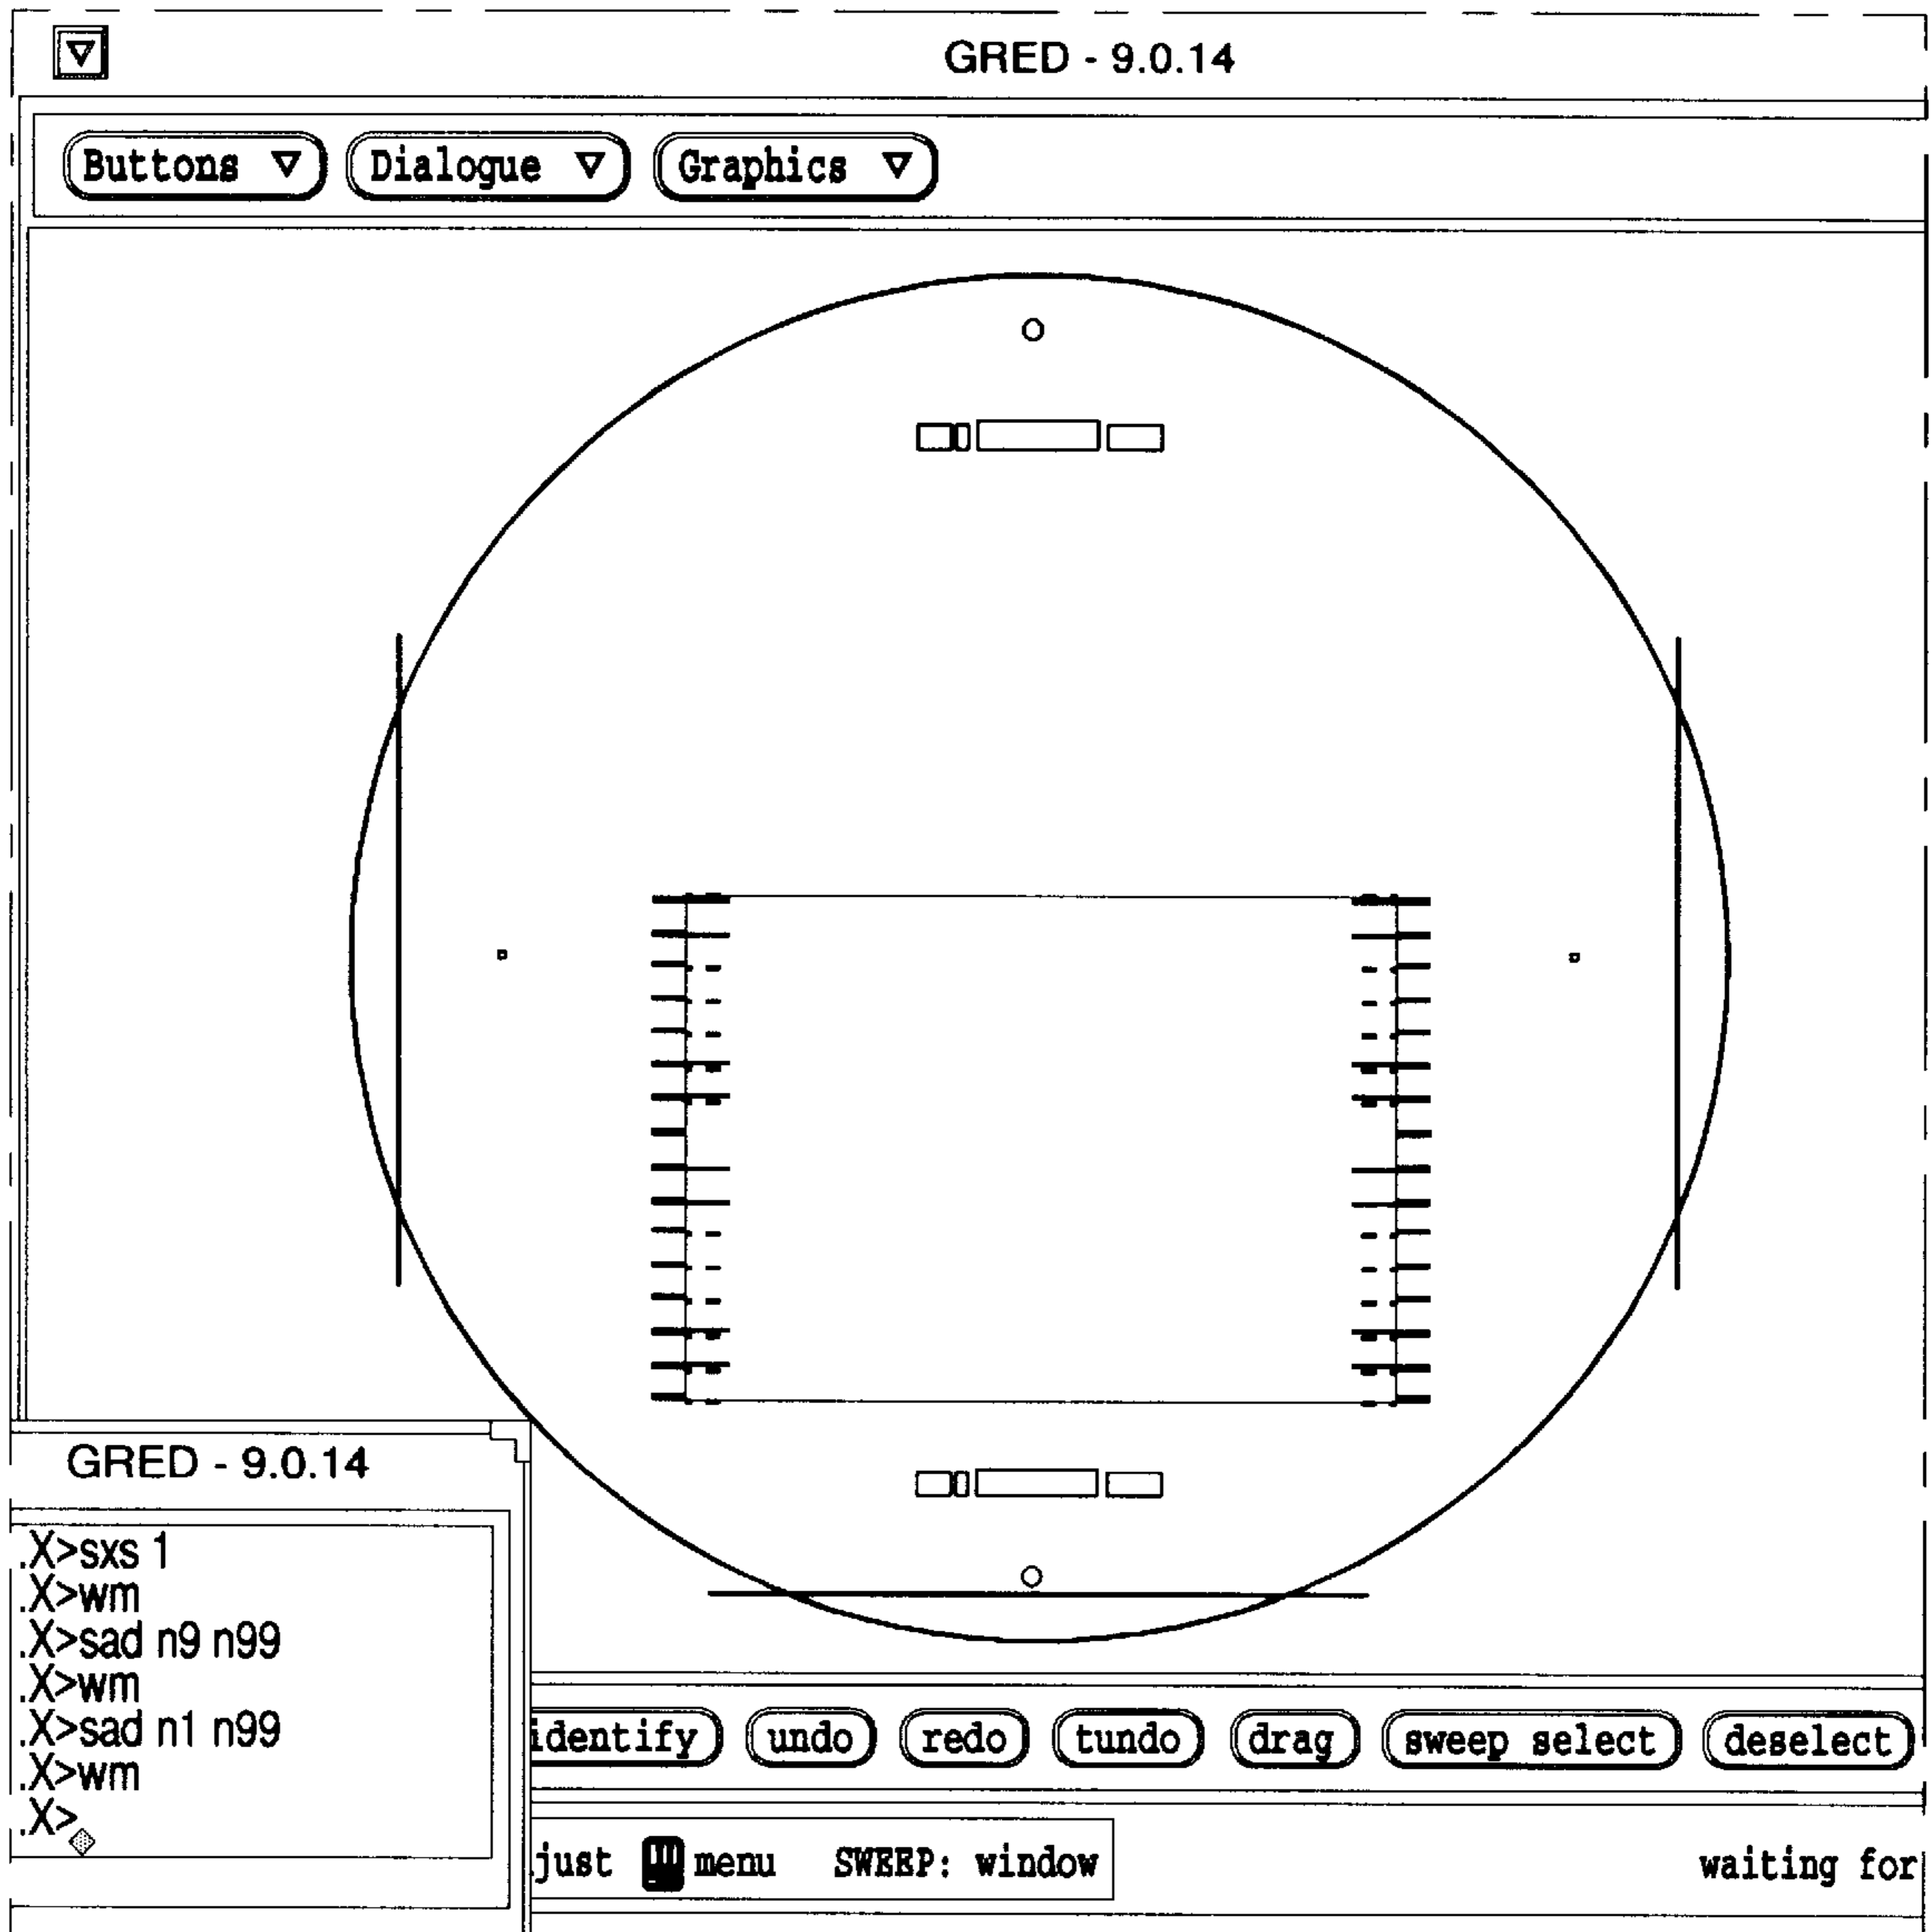 GRED - 9.0.14
Buttons Dialogue Graphics
GRED - 9.0.14
.X>sxs 1
.X>wm
.X>sad n9 n99
.X>wm
.X>sad n1 n99
.X>wm
.X>
identify undo redo tundo drag sweep select deselect
just menu SWEEP: window waiting for